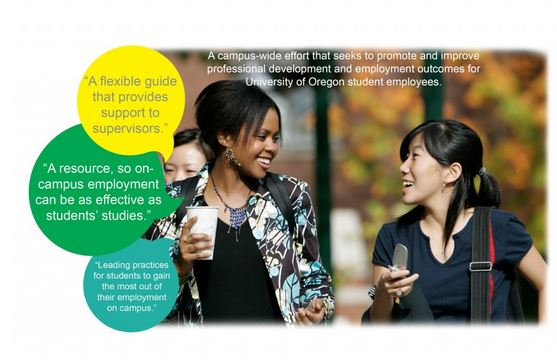 A campus-wide effort that seeks to promote and improve
professional development and employment outcomes for
University of Oregon student employees.
“A flexible guide
that provides
support to
supervisors.”
“A resource, so on-
campus employment
can be as effective as
students’ studies.”
“Leading practices
for students to gain
the most out of
their employment
on campus.”